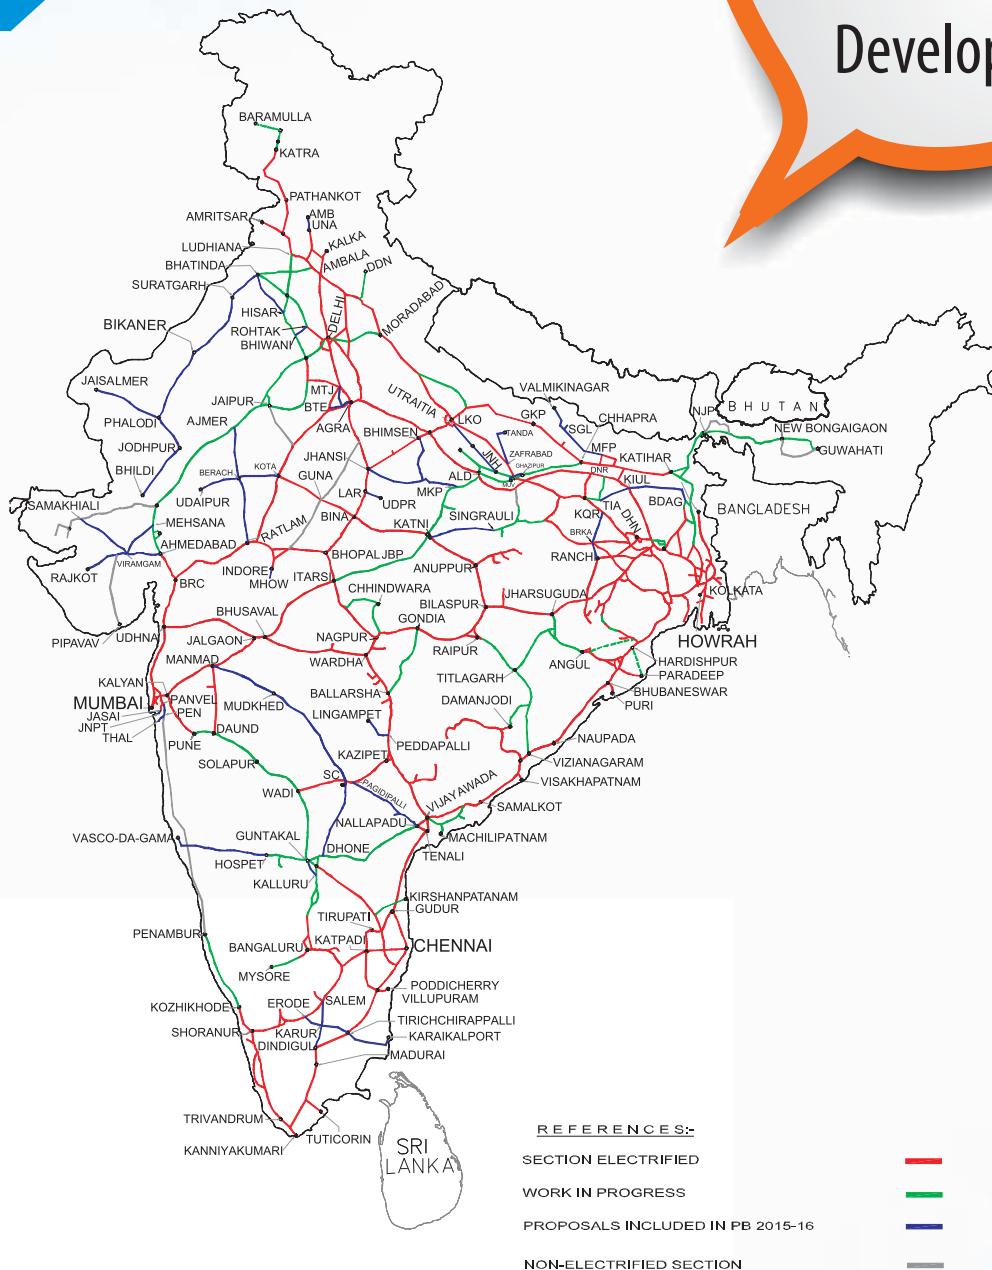 Develop
BARAMULLA
KATRA
PATHANKOT
AMRITSAR
AMB
UNA
LUDHIANA
KALKA
BHATINDA
AMBALA
DDN
SURATGARH
HISAR
DELHI
MORADABAD
BIKANER
ROHTAK
BHIWANI
JAISALMER
MTJ
UTRAITIA
VALMIKINAGAR
JAIPUR
BTE
LKO
GKP
CHHAPRA
NJP
BHUTAN
PHALODI
AJMER
AGRA
BHIMSEN
TANDA
SGL
NEW BONGAIGAON
JODHPUR
JHANSI
JNH
ZAFRABAD
MFP
KATIHAR
GUWAHATI
BHILDI
BERACH
KOTA
GUNA
ALD
GHAZIPUR
DNR
KIUL
UDAIPUR
LAR
UDPR
MKP
MUV
BDAG
SAMAKHIALI
BINA
KATNI
SINGRAULI
KQR
TIA
DHN
BANGLADESH
MEHSANA
RATLAM
BRKA
AHMEDABAD
BHOPAL
JBP
RANCHI
VIRAMGAM
INDORE
ITARSI
ANUPPUR
RAJKOT
BRC
MHOW
CHHINDWARA
JHARSUGUDA
KOLKATA
BHUSAVAL
GONDIA
BILASPUR
PIPAVAV
UDHNA
JALGAON
NAGPUR
RAIPUR
HOWRAH
MANMAD
WARDHA
ANGUL
HARDISHPUR
KALYAN
TITLAGARH
PARADEEP
MUMBAI
PANVEL
MUDKHED
BALLARSHA
DAMANJODI
BHUBANESWAR
JASAI
PEN
LINGAMPET
PURI
JNPT
THAL
DAUND
PUNE
PEDDAPALLI
NAUPADA
SOLAPUR
KAZIPET
VIZIANAGARAM
SC
PAGIDIPALLI
VISAKHAPATNAM
WADI
VIJAYAWADA
SAMALKOT
NALLAPADU
VASCO-DA-GAMA
GUNTAKAL
MACHILIPATNAM
DHONE
TENALI
HOSPET
KALLURU
KIRSHANPATANAM
GUDUR
TIRUPATI
PENAMBUR
BANGALURU
KATPADI
CHENNAI
MYSORE
PODDICHERRY
KOZHIKHODE
ERODE
SALEM
VILLUPURAM
SHORANUR
KARUR
TIRICHCHIRAPPALLI
DINDIGUL
KARAIKALPORT
MADURAI
TRIVANDRUM
TUTICORIN
KANNIYAKUMARI
SRI
LANKA
REFERENCES:-
SECTION ELECTRIFIED
WORK IN PROGRESS
PROPOSALS INCLUDED IN PB 2015-16
NON-ELECTRIFIED SECTION